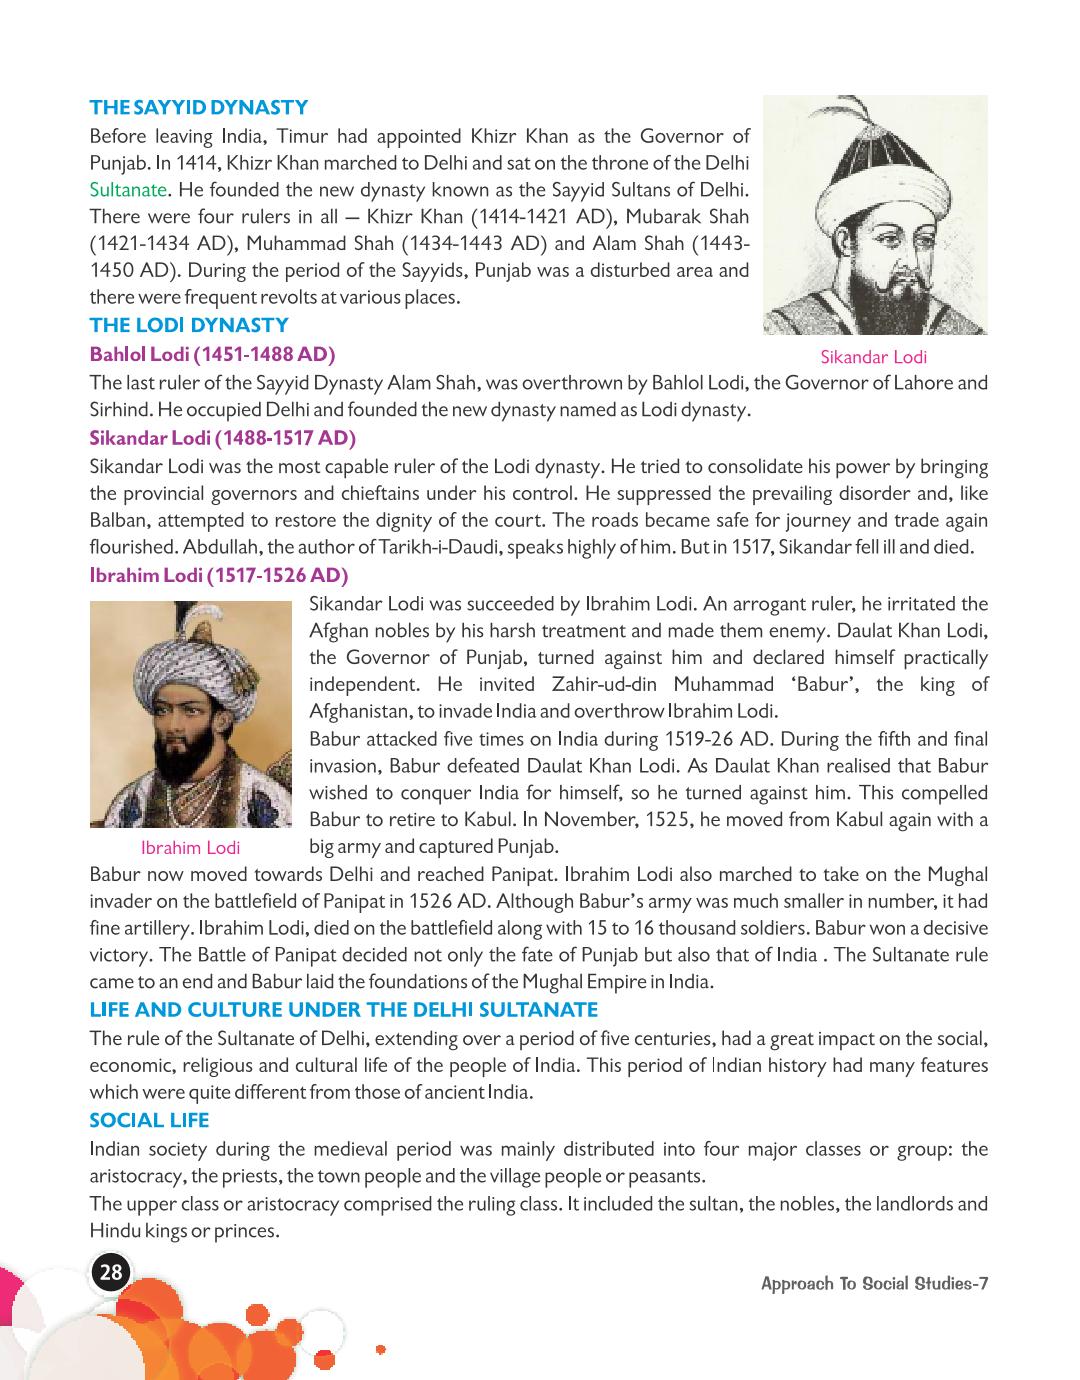 THE SAYYID DYNASTY
Before leaving India, Timur had appointed Khizr Khan as the Governor of
Punjab. In 1414, Khizr Khan marched to Delhi and sat on the throne of the Delhi
Sultanate. He founded the new dynasty known as the Sayyid Sultans of Delhi.
There were four rulers in all – Khizr Khan (1414-1421 AD), Mubarak Shah
(1421-1434 AD), Muhammad Shah (1434-1443 AD) and Alam Shah (1443-
1450 AD). During the period of the Sayyids, Punjab was a disturbed area and
there were frequent revolts at various places.
THE LODI DYNASTY
Bahlol Lodi (1451-1488 AD)
Sikandar Lodi
The last ruler of the Sayyid Dynasty Alam Shah, was overthrown by Bahlol Lodi, the Governor of Lahore and
Sirhind. He occupied Delhi and founded the new dynasty named as Lodi dynasty.
Sikandar Lodi (1488-1517 AD)
Sikandar Lodi was the most capable ruler of the Lodi dynasty. He tried to consolidate his power by bringing
the provincial governors and chieftains under his control. He suppressed the prevailing disorder and, like
Balban, attempted to restore the dignity of the court. The roads became safe for journey and trade again
flourished. Abdullah, the author of Tarikh-i-Daudi, speaks highly of him. But in 1517, Sikandar fell ill and died.
Ibrahim Lodi (1517-1526 AD)
Sikandar Lodi was succeeded by Ibrahim Lodi. An arrogant ruler, he irritated the
Afghan nobles by his harsh treatment and made them enemy. Daulat Khan Lodi,
the Governor of Punjab, turned against him and declared himself practically
independent. He invited Zahir-ud-din Muhammad ‘Babur’, the king of
Afghanistan, to invade India and overthrow Ibrahim Lodi.
Babur attacked five times on India during 1519-26 AD. During the fifth and final
invasion, Babur defeated Daulat Khan Lodi. As Daulat Khan realised that Babur
wished to conquer India for himself, so he turned against him. This compelled
Babur to retire to Kabul. In November, 1525, he moved from Kabul again with a
big army and captured Punjab.
Ibrahim Lodi
Babur now moved towards Delhi and reached Panipat. Ibrahim Lodi also marched to take on the Mughal
invader on the battlefield of Panipat in 1526 AD. Although Babur’s army was much smaller in number, it had
fine artillery. Ibrahim Lodi, died on the battlefield along with 15 to 16 thousand soldiers. Babur won a decisive
victory. The Battle of Panipat decided not only the fate of Punjab but also that of India . The Sultanate rule
came to an end and Babur laid the foundations of the Mughal Empire in India.
LIFE AND CULTURE UNDER THE DELHI SULTANATE
The rule of the Sultanate of Delhi, extending over a period of five centuries, had a great impact on the social,
economic, religious and cultural life of the people of India. This period of Indian history had many features
which were quite different from those of ancient India.
SOCIAL LIFE
Indian society during the medieval period was mainly distributed into four major classes or group: the
aristocracy, the priests, the town people and the village people or peasants.
The upper class or aristocracy comprised the ruling class. It included the sultan, the nobles, the landlords and
Hindu kings or princes.
28
Approach To Social Studies-7